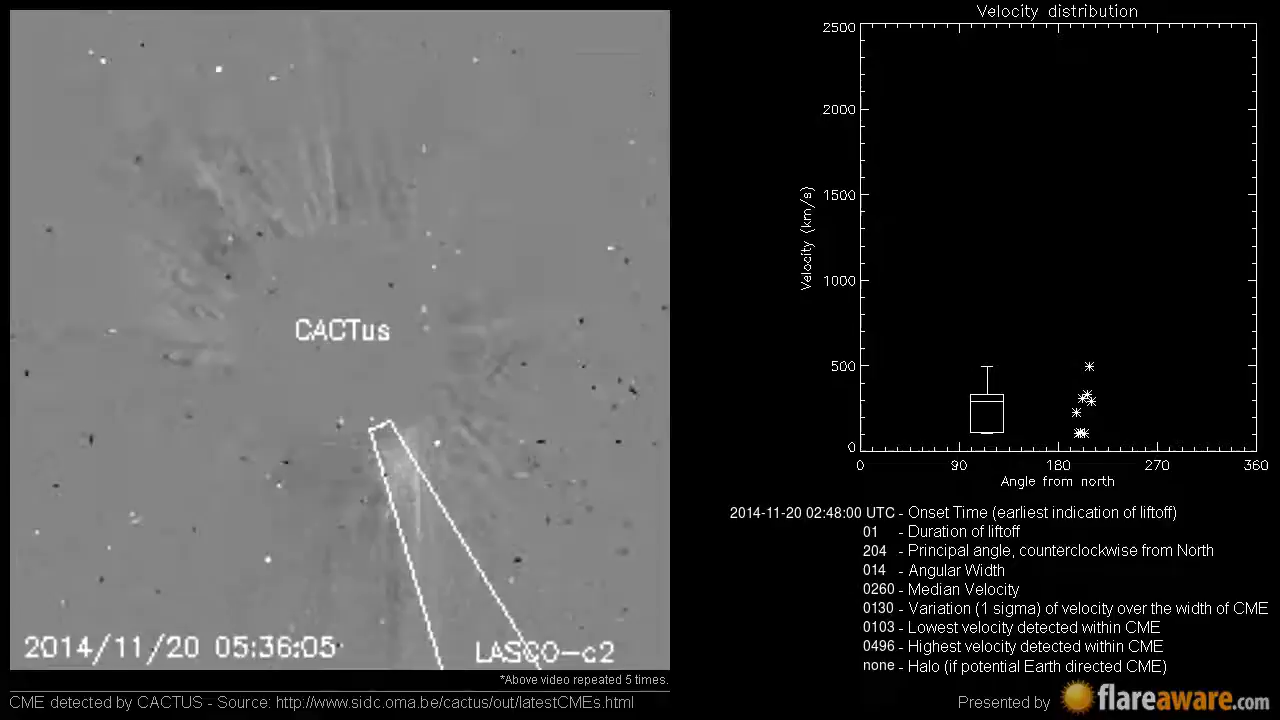 CACTus
2014/11/20 05:36:05
LASCO-c2
*Above video repeated 5 times.
CME detected by CACTUS - Source: http://www.sidc.oma.be/cactus/out/latestCMEs.html
Velocity distribution
2500
2000
1500
1000
500
0
Velocity (km/s)
0 90 180 270 360
Angle from north
2014-11-20 02:48:00 UTC - Onset Time (earliest indication of liftoff)
01 - Duration of liftoff
204 - Principal angle, counterclockwise from North
014 - Angular Width
0260 - Median Velocity
0130 - Variation (1 sigma) of velocity over the width of CME
0103 - Lowest velocity detected within CME
0496 - Highest velocity detected within CME
none - Halo (if potential Earth directed CME)
Presented by flareaware.com